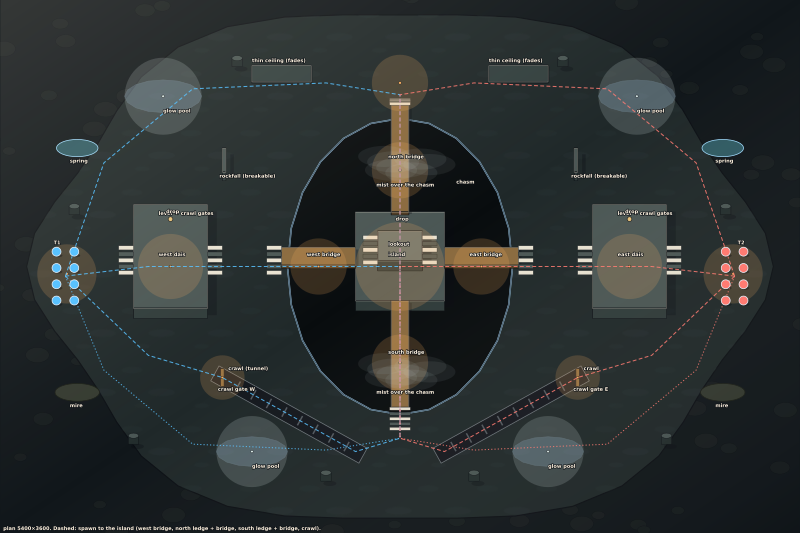 thin ceiling (fades)
thin ceiling (fades)
glow pool
glow pool
spring
north bridge
spring
rockfall (breakable)
mist over the chasm
chasm
rockfall (breakable)
drop
crawl gates
drop
drop
crawl gates
T1
lookout
T2
west dais
west bridge
island
east bridge
east dais
south bridge
crawl (tunnel)
crawl
crawl gate W
mist over the chasm
crawl gate E
mire
mire
glow pool
glow pool
plan 5400×3600. Dashed: spawn to the island (west bridge, north ledge + bridge, south ledge + bridge, crawl).